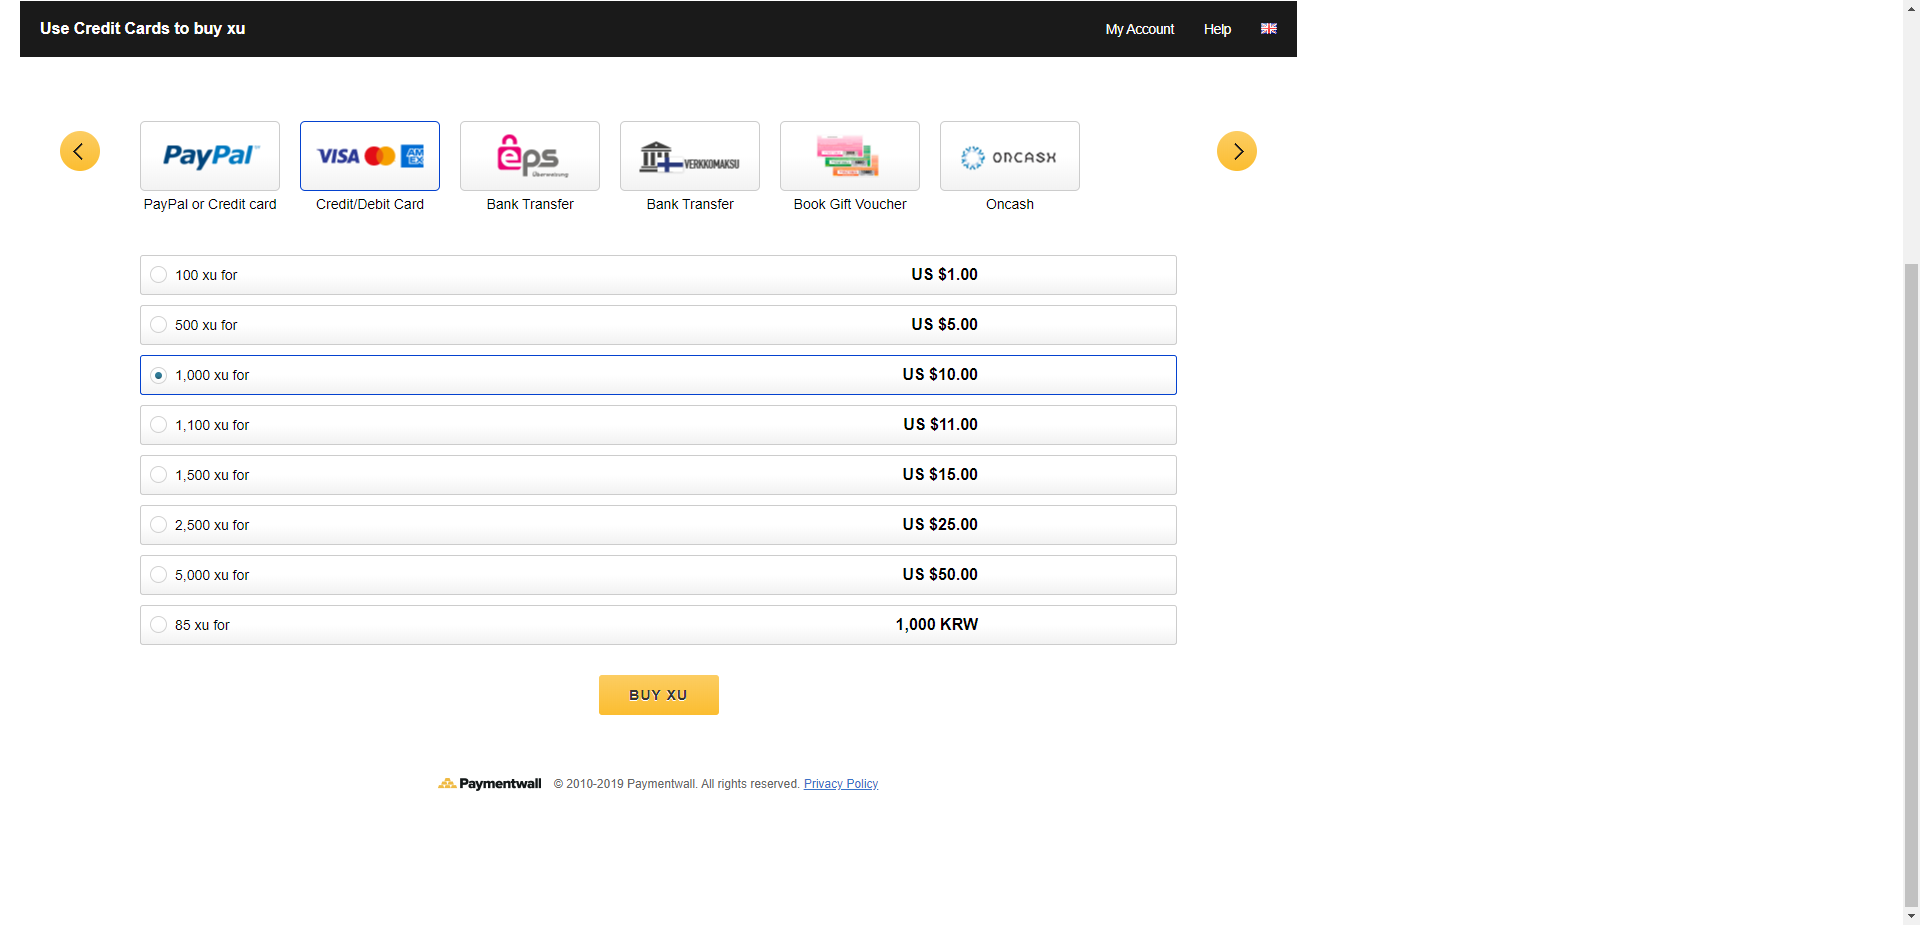 Use Credit Cards to buy xu
My Account Help
PayPal™ VISA AMEX eps Überweisung VERKKOMAKSU ONCASH
PayPal or Credit card Credit/Debit Card Bank Transfer Bank Transfer Book Gift Voucher Oncash
100 xu for US $1.00
500 xu for US $5.00
1,000 xu for US $10.00
1,100 xu for US $11.00
1,500 xu for US $15.00
2,500 xu for US $25.00
5,000 xu for US $50.00
85 xu for 1,000 KRW
BUY XU
Paymentwall © 2010-2019 Paymentwall. All rights reserved. Privacy Policy